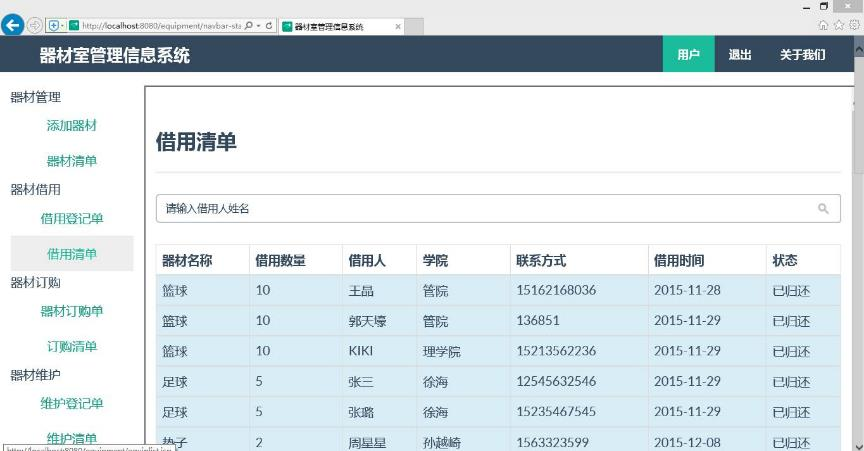 http://localhost:8080/equipment/navbar-sta
器材室管理信息系统
器材室管理信息系统
用户
退出
关于我们
器材管理
添加器材
器材清单
器材借用
借用登记单
借用清单
器材订购
器材订购单
订购清单
器材维护
维护登记单
维护清单
借用清单
请输入借用人姓名
器材名称 借用数量 借用人 学院 联系方式 借用时间 状态
篮球 10 王晶 管院 15162168036 2015-11-28 已归还
篮球 10 郭天壕 管院 136851 2015-11-29 已归还
篮球 10 KIKI 理学院 15213562236 2015-11-29 已归还
足球 5 张三 徐海 12545632546 2015-11-29 已归还
足球 5 张璐 徐海 15235467545 2015-11-29 已归还
垫子 2 周星星 孙越崎 1563323599 2015-12-08 已归还